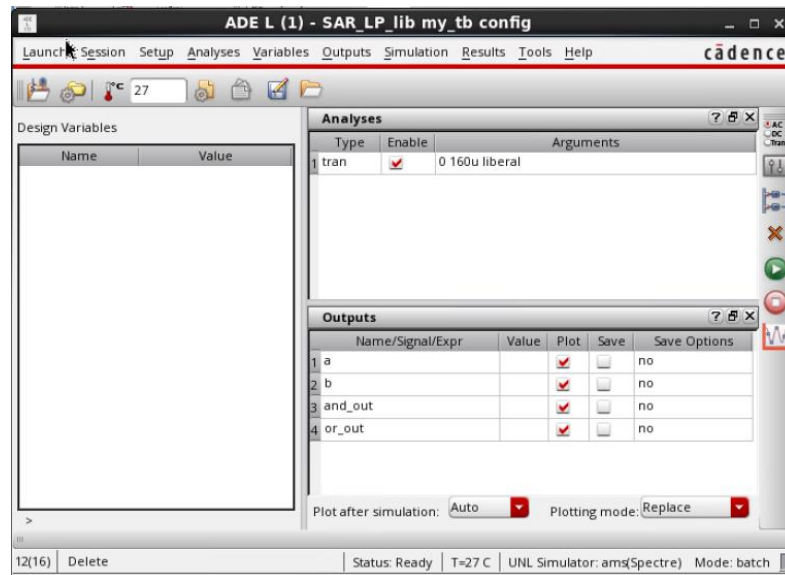 ADE L (1) - SAR_LP_lib my_tb config
Launch Session Setup Analyses Variables Outputs Simulation Results Tools Help cādence
°C 27
Design Variables
Name Value
>
Analyses ?
Type Enable Arguments
1 tran 0 160u liberal
AC
DC
Trans
Outputs ?
Name/Signal/Expr Value Plot Save Save Options
1 a no
2 b no
3 and_out no
4 or_out no
Plot after simulation: Auto Plotting mode: Replace
12(16) Delete Status: Ready T=27 C UNL Simulator: ams(Spectre) Mode: batch